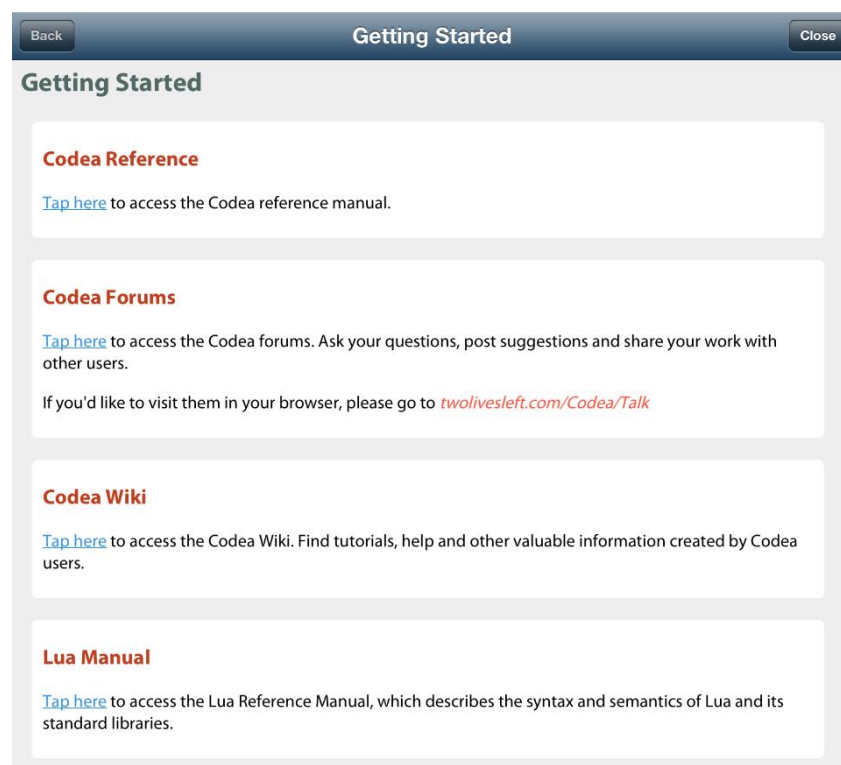 Back
Getting Started
Close
Getting Started
Codea Reference
Tap here to access the Codea reference manual.
Codea Forums
Tap here to access the Codea forums. Ask your questions, post suggestions and share your work with
other users.
If you'd like to visit them in your browser, please go to twolivesleft.com/Codea/Talk
Codea Wiki
Tap here to access the Codea Wiki. Find tutorials, help and other valuable information created by Codea
users.
Lua Manual
Tap here to access the Lua Reference Manual, which describes the syntax and semantics of Lua and its
standard libraries.